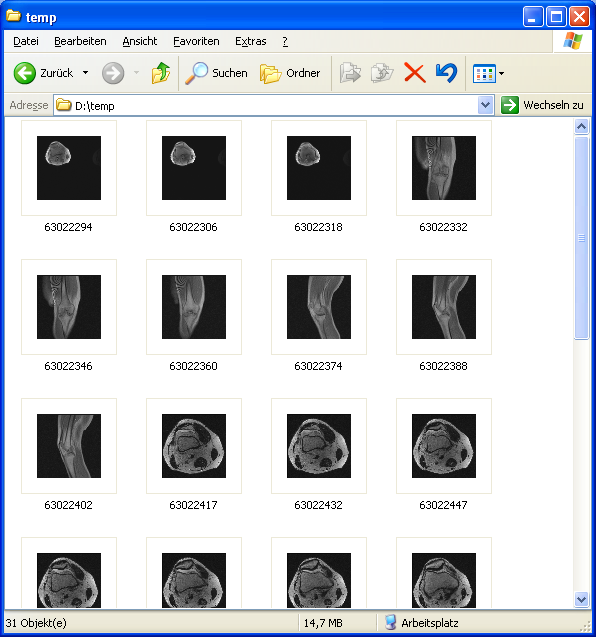 temp
Datei Bearbeiten Ansicht Favoriten Extras ?
Zurück Suchen Ordner
Adresse D:\temp Wechseln zu
63022294 63022306 63022318 63022332
63022346 63022360 63022374 63022388
63022402 63022417 63022432 63022447
31 Objekt(e) 14,7 MB Arbeitsplatz